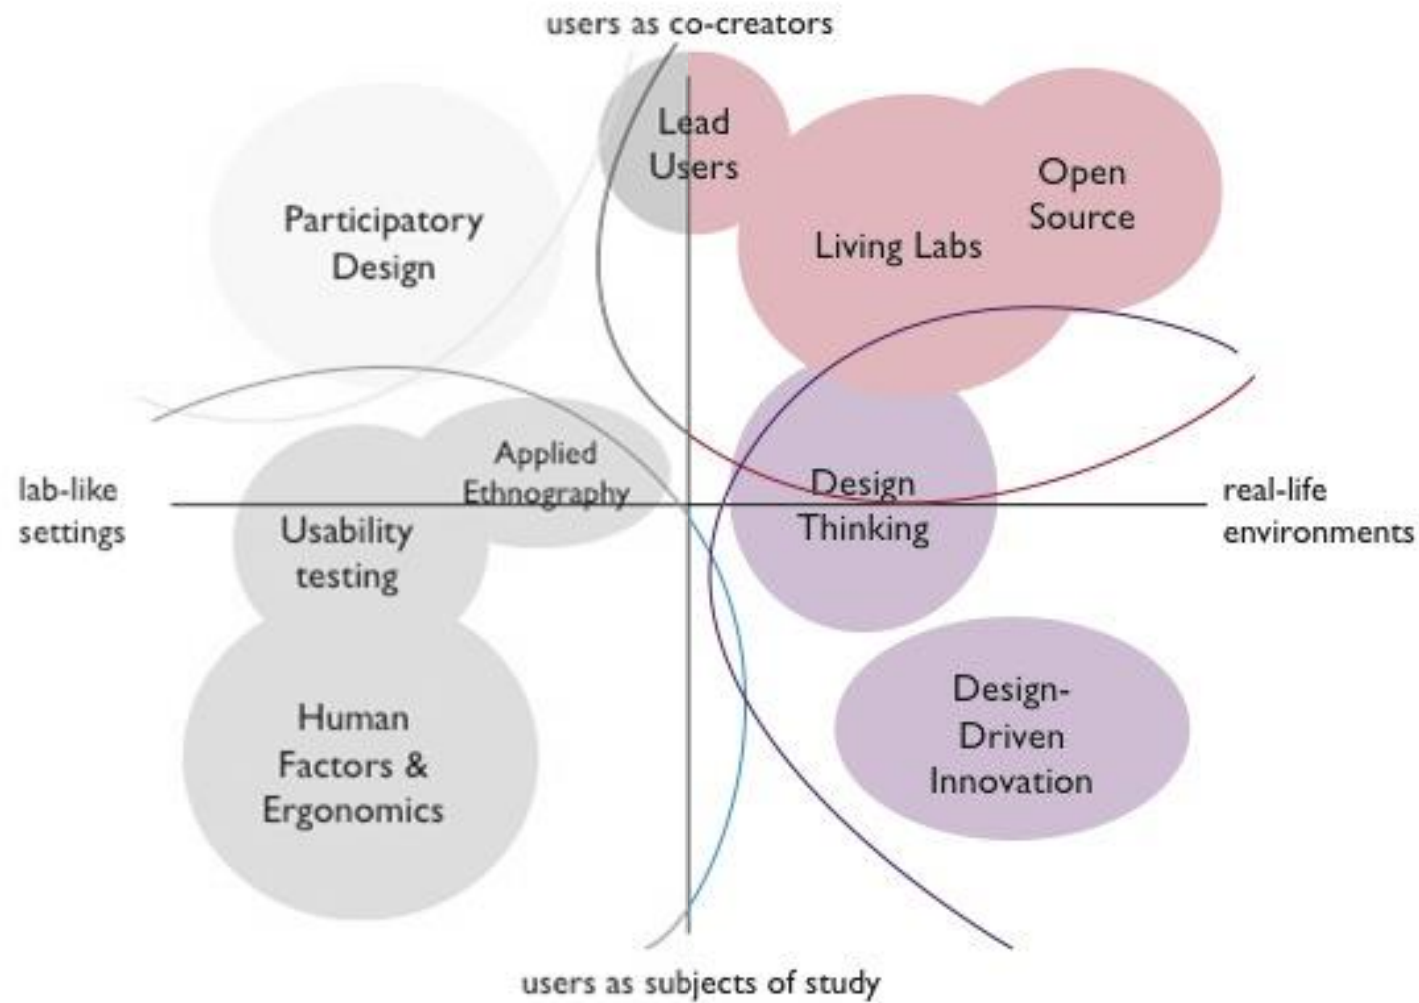 users as co-creators
Lead
Users
Open
Source
Living Labs
Participatory
Design
Applied
Ethnography
lab-like
settings
Usability
testing
Design
Thinking
real-life
environments
Human
Factors &
Ergonomics
Design-
Driven
Innovation
users as subjects of study